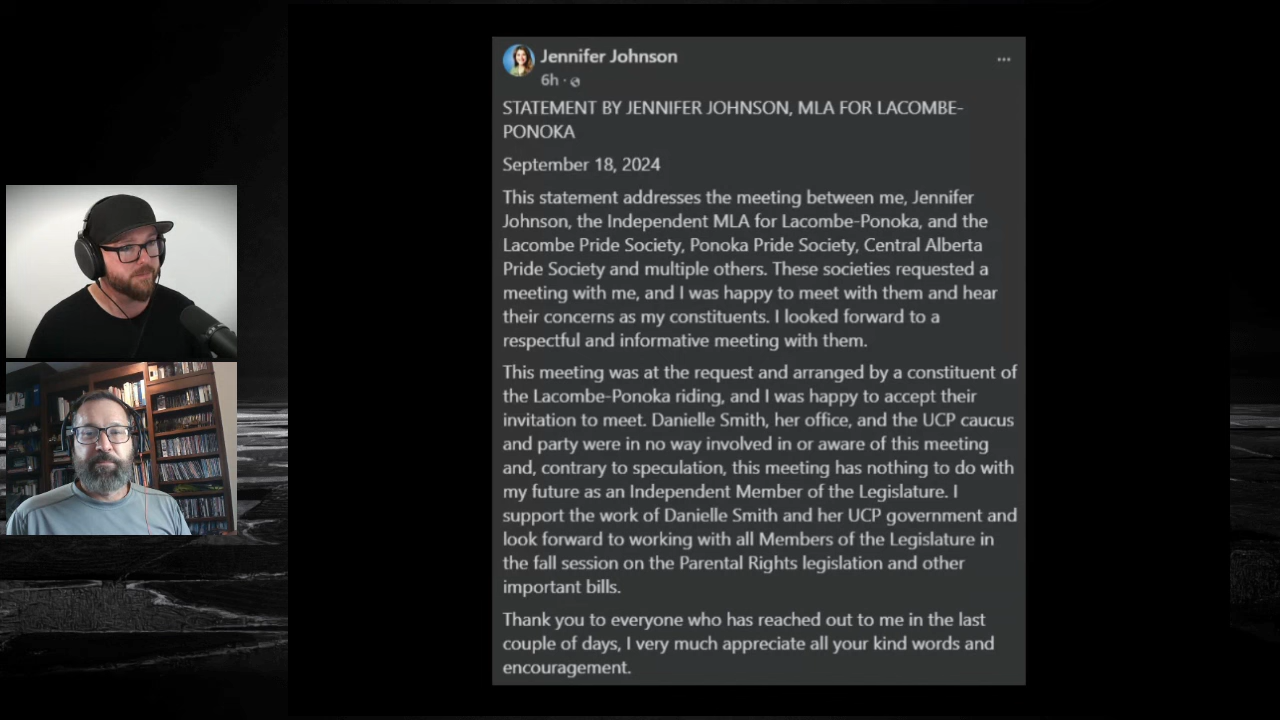 Jennifer Johnson
6h ·
STATEMENT BY JENNIFER JOHNSON, MLA FOR LACOMBE-
PONOKA
September 18, 2024
This statement addresses the meeting between me, Jennifer
Johnson, the Independent MLA for Lacombe-Ponoka, and the
Lacombe Pride Society, Ponoka Pride Society, Central Alberta
Pride Society and multiple others. These societies requested a
meeting with me, and I was happy to meet with them and hear
their concerns as my constituents. I looked forward to a
respectful and informative meeting with them.
This meeting was at the request and arranged by a constituent of
the Lacombe-Ponoka riding, and I was happy to accept their
invitation to meet. Danielle Smith, her office, and the UCP caucus
and party were in no way involved in or aware of this meeting
and, contrary to speculation, this meeting has nothing to do with
my future as an Independent Member of the Legislature. I
support the work of Danielle Smith and her UCP government and
look forward to working with all Members of the Legislature in
the fall session on the Parental Rights legislation and other
important bills.
Thank you to everyone who has reached out to me in the last
couple of days, I very much appreciate all your kind words and
encouragement.